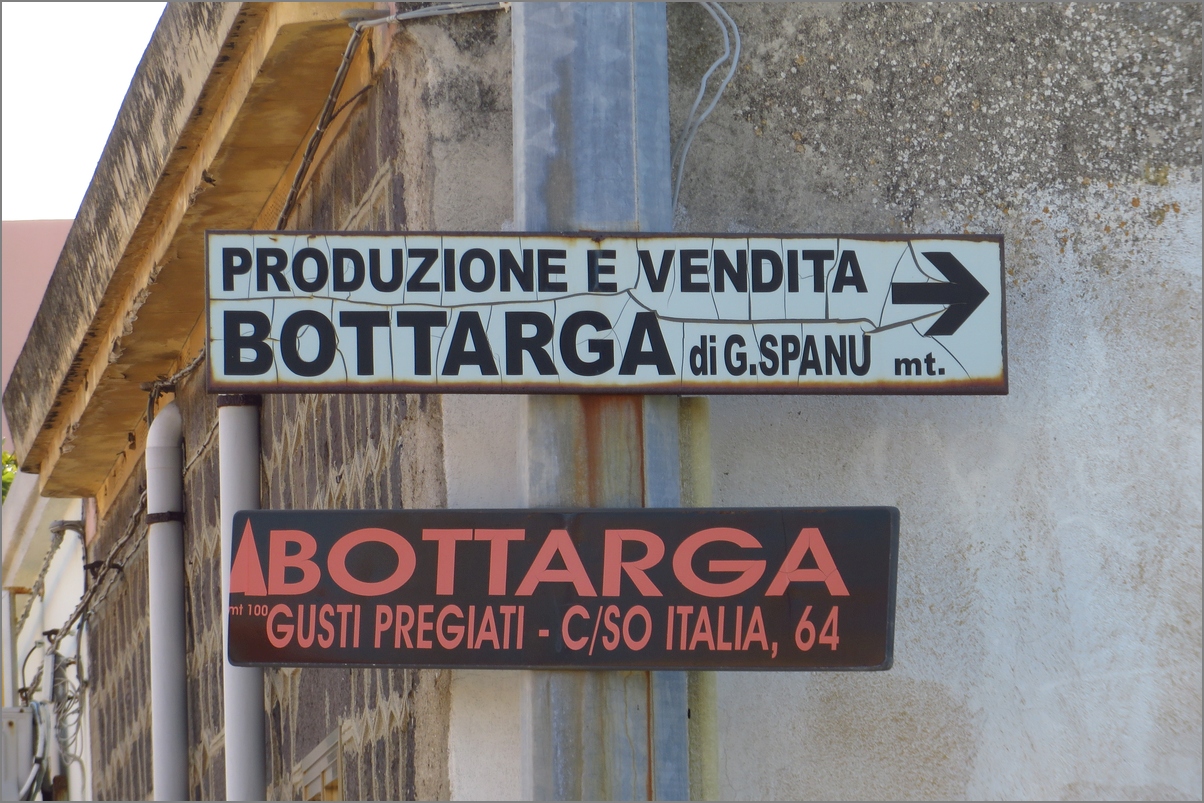 PRODUZIONE E VENDITA
BOTTARGA di G.SPANU mt.
BOTTARGA
mt 100
GUSTI PREGIATI - C/SO ITALIA, 64